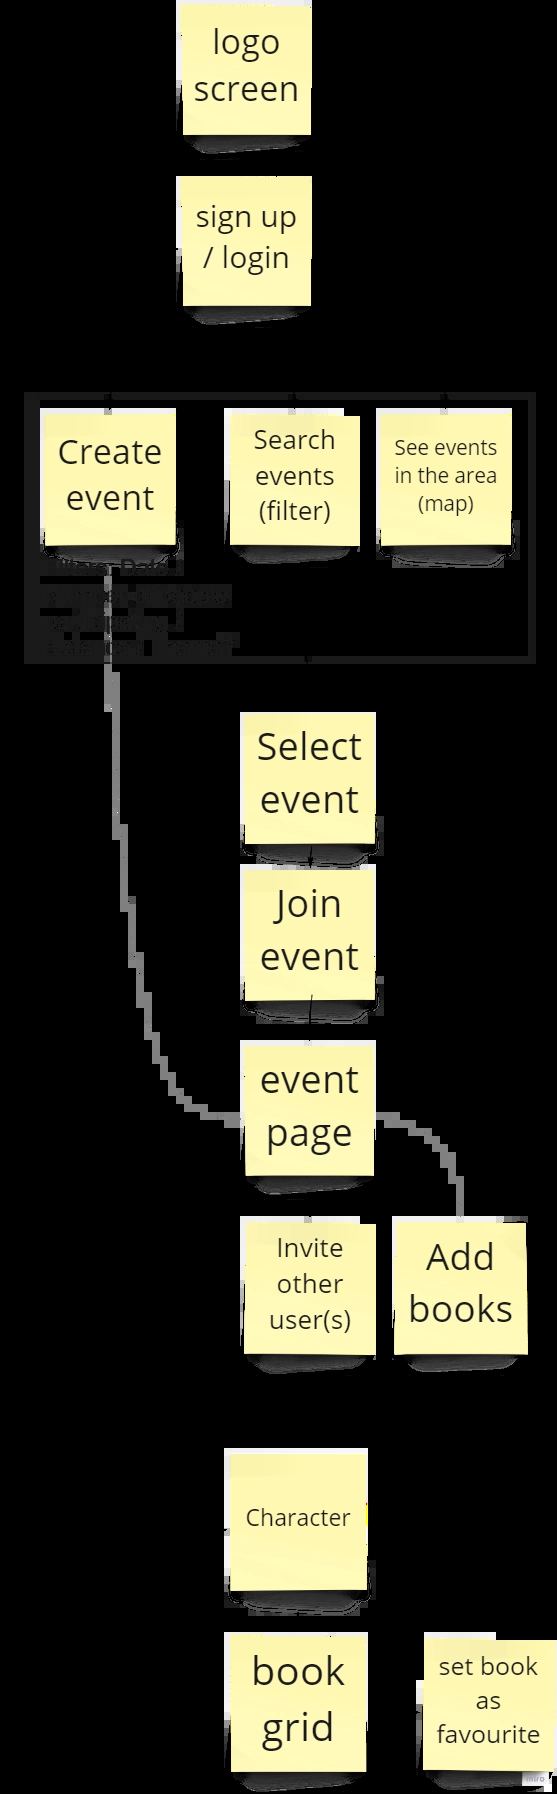 logo
screen
sign up
/ login
Create
event
Search
events
(filter)
See events
in the area
(map)
Select
event
Join
event
event
page
Invite
other
user(s)
Add
books
Character
book
grid
set book
as
favourite
miro